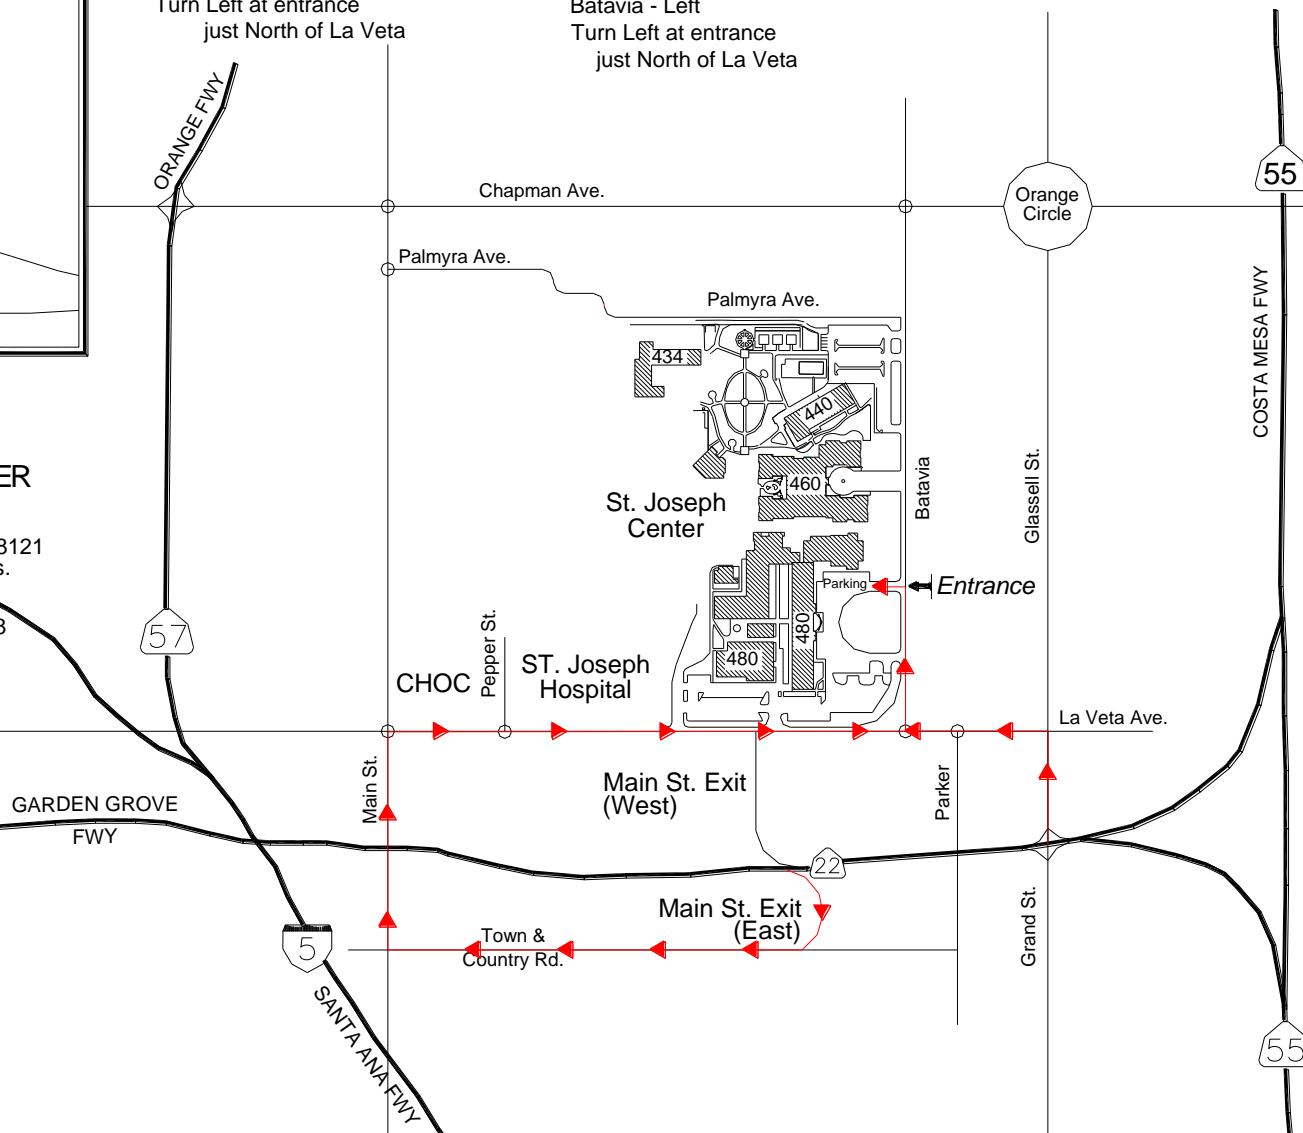 Turn Left at entrance
just North of La Veta
Batavia - Left
Turn Left at entrance
just North of La Veta
ORANGE FWY
Chapman Ave.
Orange
Circle
55
Palmyra Ave.
Palmyra Ave.
COSTA MESA FWY
434
440
ER
460
Batavia
Glassell St.
St. Joseph
Center
8121
s.
Parking
Entrance
3
57
Pepper St.
480
480
CHOC
ST. Joseph
Hospital
La Veta Ave.
Main St.
Main St. Exit
(West)
Parker
GARDEN GROVE
FWY
22
Main St. Exit
(East)
Grand St.
5
Town &
Country Rd.
SANTA ANA FWY
55